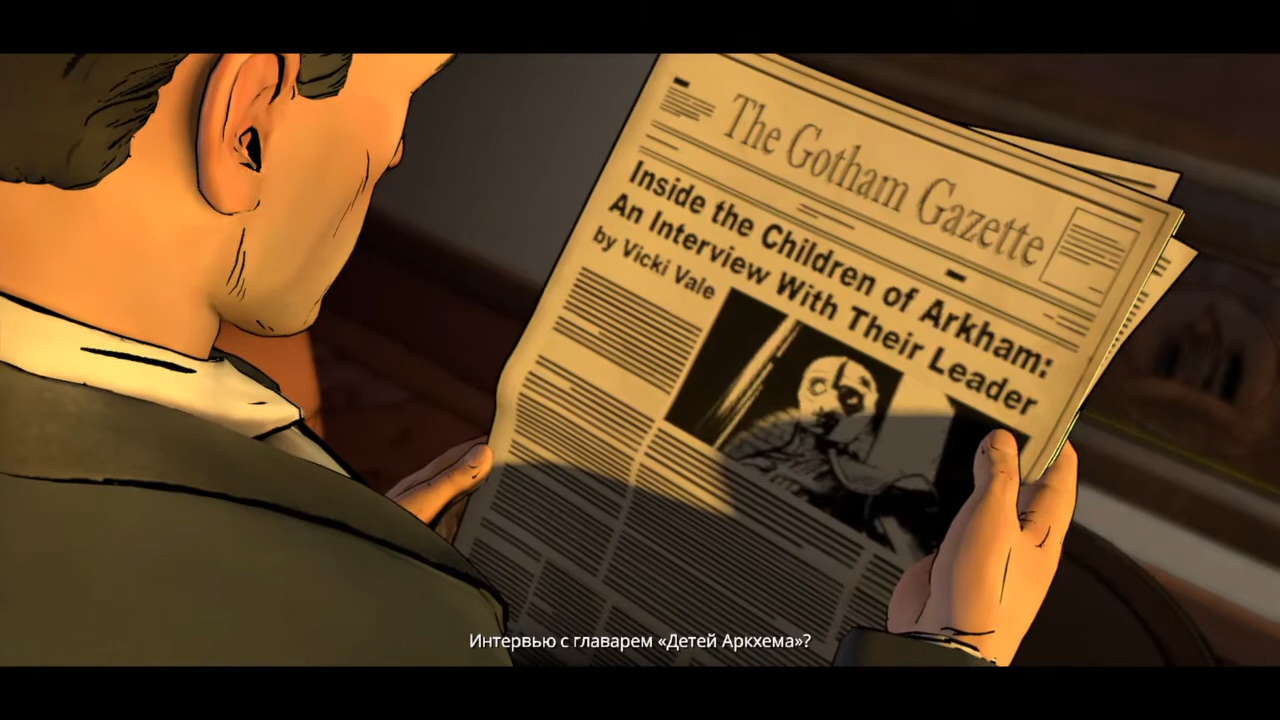 The Gotham Gazette
Inside the Children of Arkham:
An Interview With Their Leader
by Vicki Vale
Интервью с главарем «Детей Аркхема»?